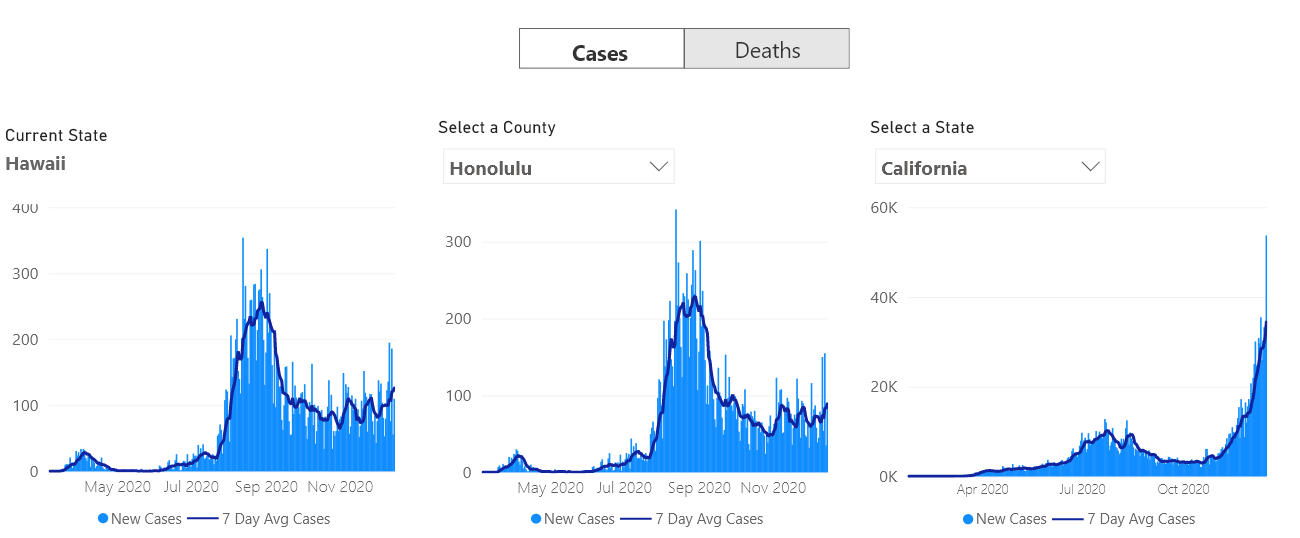 Cases
Deaths
Current State
Hawaii
400
300
200
100
0
May 2020
Jul 2020
Sep 2020
Nov 2020
New Cases
7 Day Avg Cases
Select a County
Honolulu
300
200
100
0
May 2020
Jul 2020
Sep 2020
Nov 2020
New Cases
7 Day Avg Cases
Select a State
California
60K
40K
20K
0K
Apr 2020
Jul 2020
Oct 2020
New Cases
7 Day Avg Cases